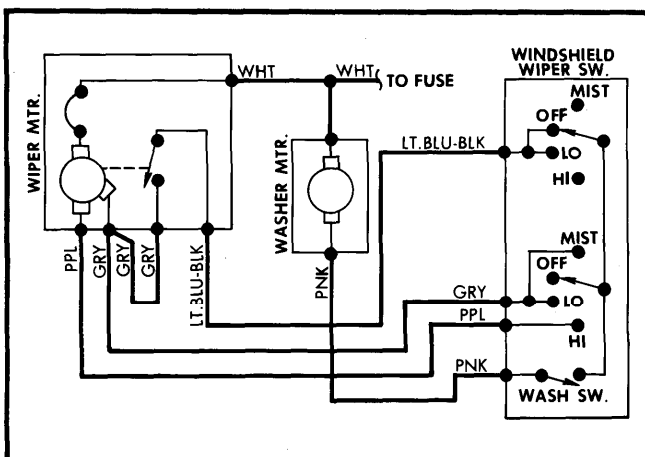 WINDSHIELD
WIPER SW.
WHT
WHT
TO FUSE
MIST
OFF
LT.BLU-BLK
LO
HI
WIPER MTR.
WASHER MTR.
MIST
OFF
PPL
GRY
GRY
GRY
LT.BLU-BLK
PNK
GRY
LO
PPL
HI
PNK
WASH SW.